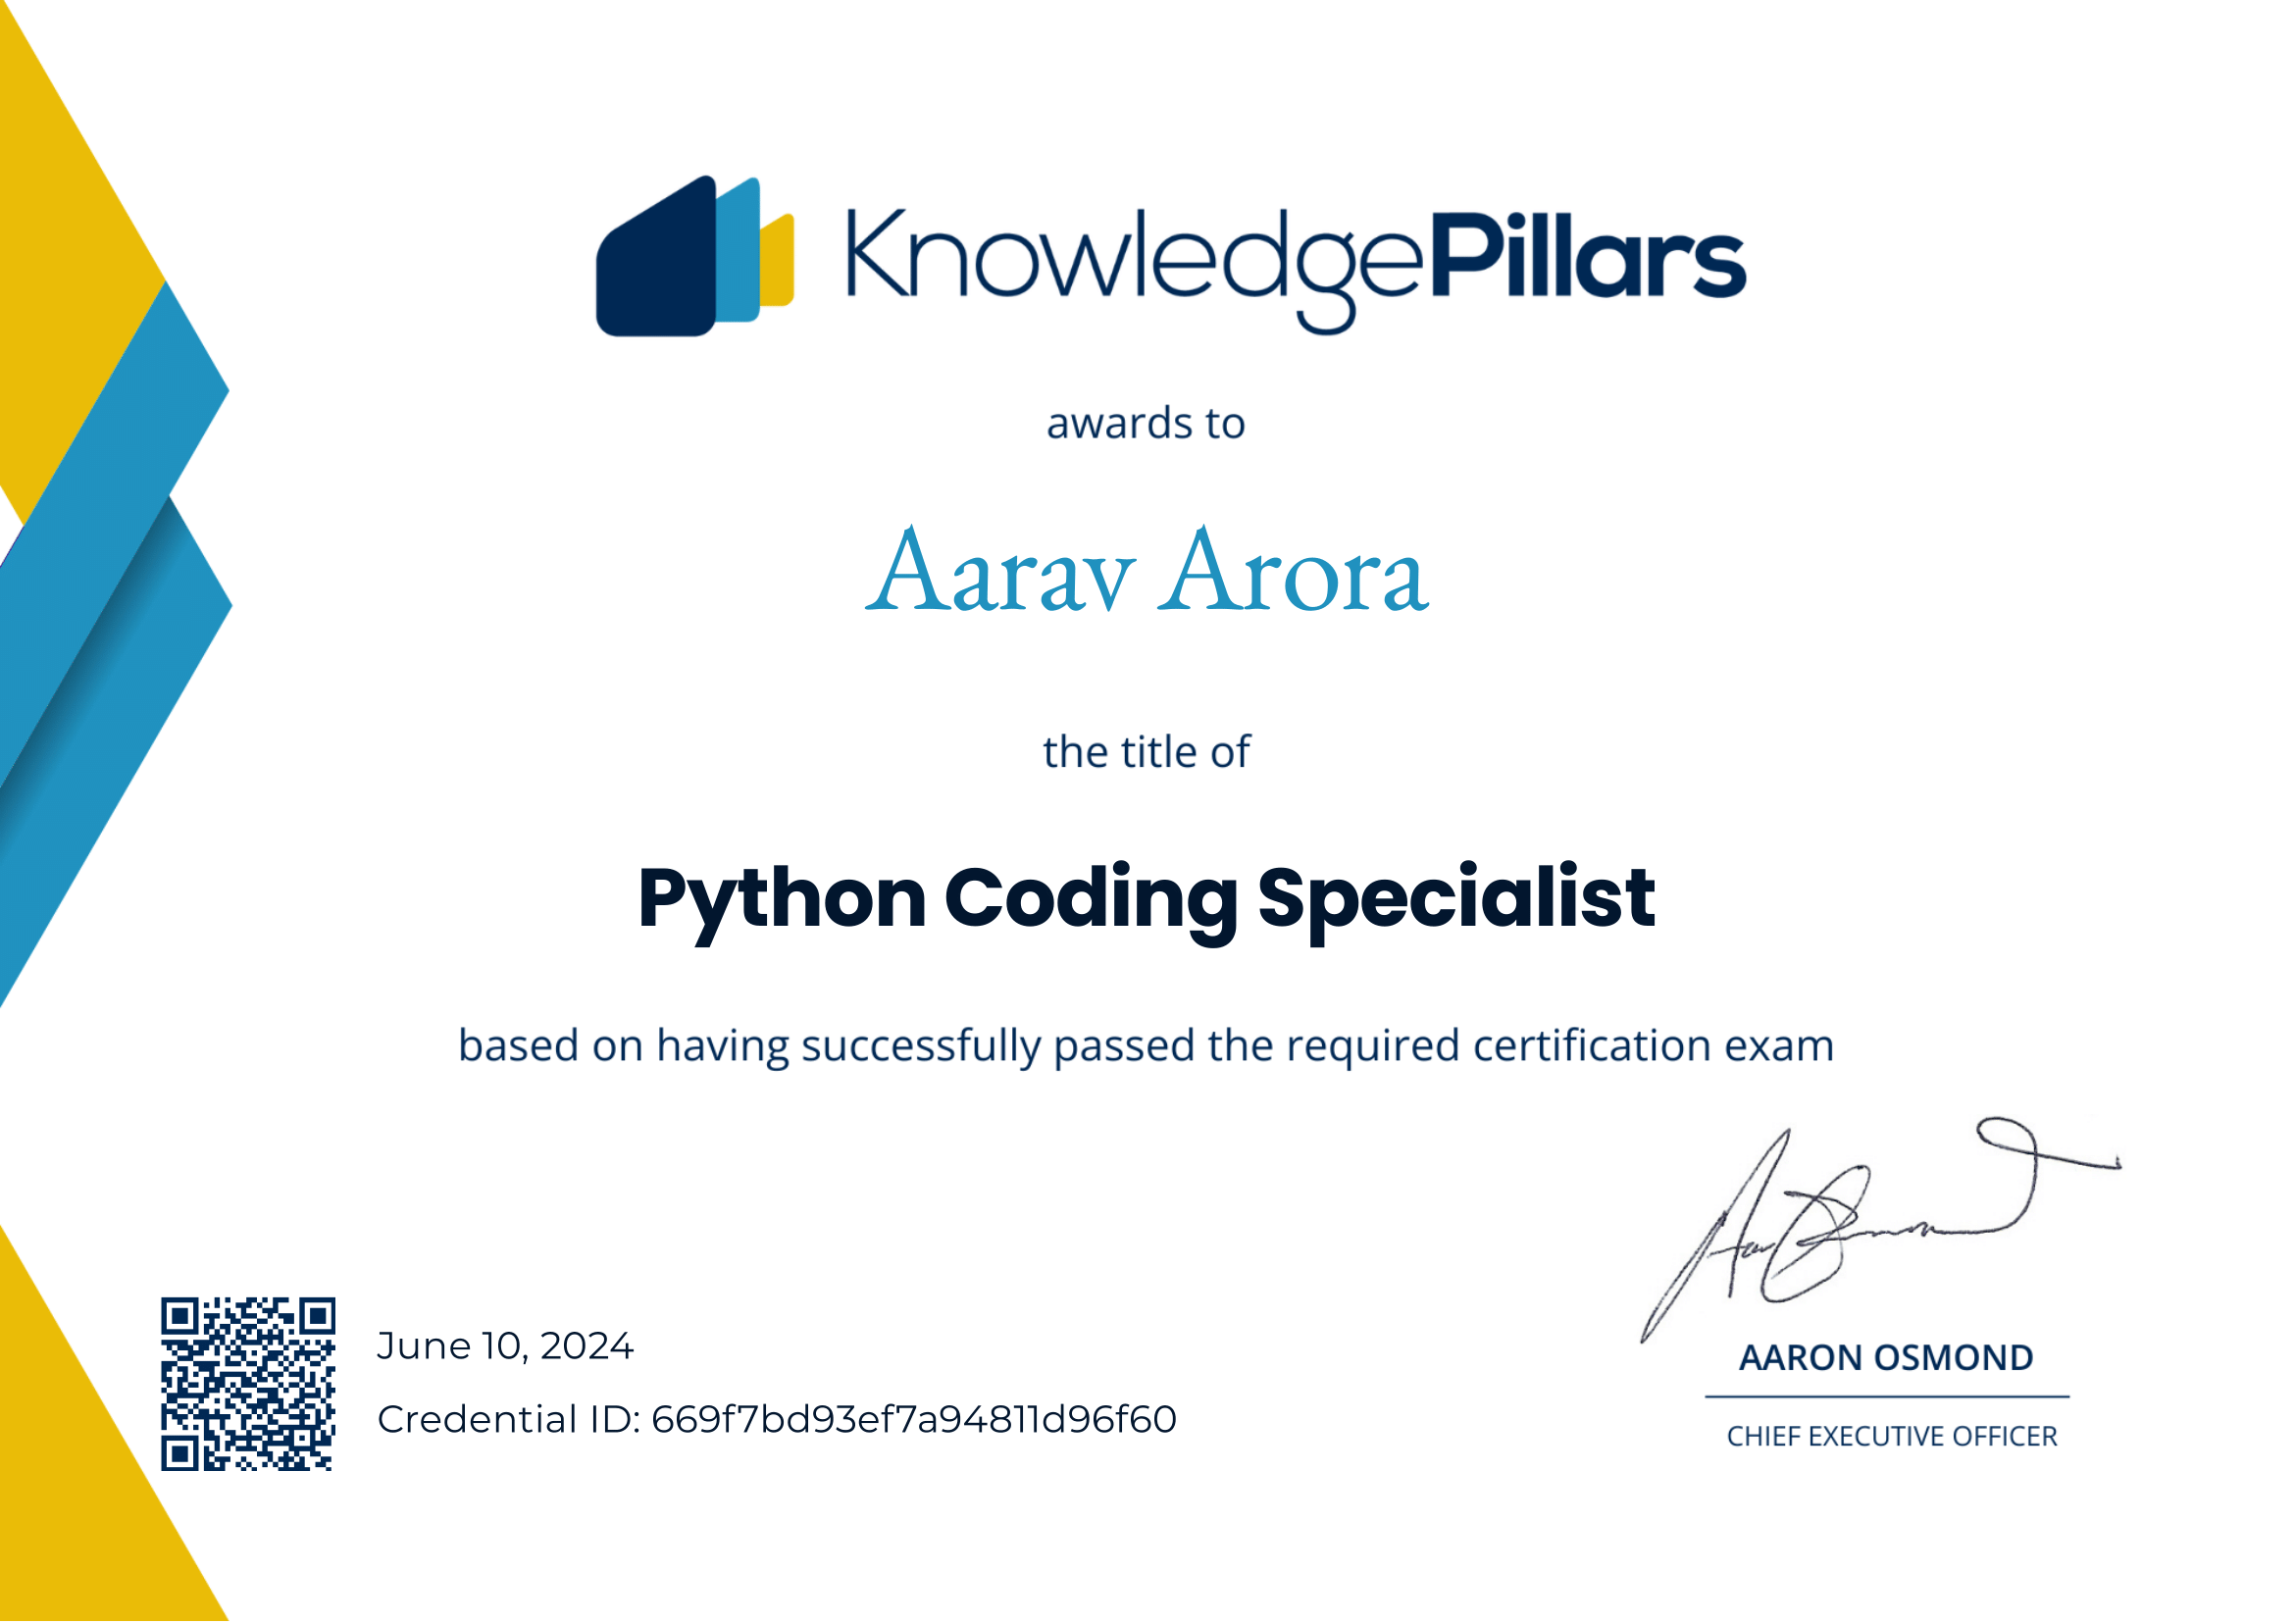 KnowledgePillars
awards to
Aarav Arora
the title of
Python Coding Specialist
based on having successfully passed the required certification exam
June 10, 2024
Credential ID: 669f7bd93ef7a94811d96f60
AARON OSMOND
CHIEF EXECUTIVE OFFICER